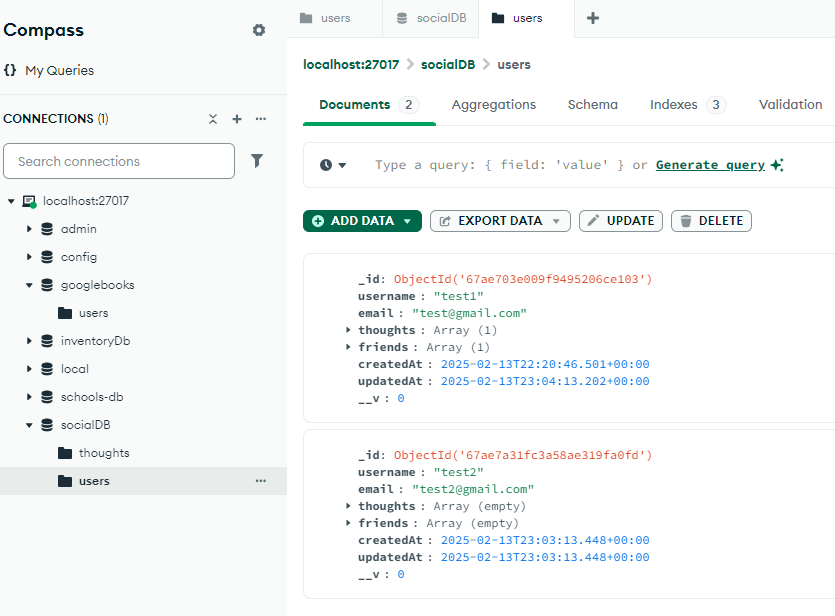 Compass
{} My Queries
CONNECTIONS (1)
Search connections
localhost:27017
admin
config
googlebooks
users
inventoryDb
local
schools-db
socialDB
thoughts
users
users
socialDB
users
localhost:27017 > socialDB > users
Documents 2 Aggregations Schema Indexes 3 Validation
Type a query: { field: 'value' } or Generate query
ADD DATA EXPORT DATA UPDATE DELETE
_id: ObjectId('67ae703e009f9495206ce103')
username : "test1"
email : "test@gmail.com"
thoughts : Array (1)
friends : Array (1)
createdAt : 2025-02-13T22:20:46.501+00:00
updatedAt : 2025-02-13T23:04:13.202+00:00
__v : 0
_id: ObjectId('67ae7a31fc3a58ae319fa0fd')
username : "test2"
email : "test2@gmail.com"
thoughts : Array (empty)
friends : Array (empty)
createdAt : 2025-02-13T23:03:13.448+00:00
updatedAt : 2025-02-13T23:03:13.448+00:00
__v : 0